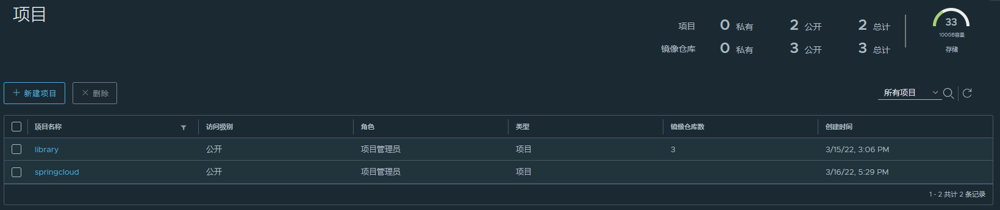 项目
项目 0 私有 2 公开 2 总计
镜像仓库 0 私有 3 公开 3 总计
33
100GB容量
存储
新建项目 删除 所有项目
项目名称 访问级别 角色 类型 镜像仓库数 创建时间
library 公开 项目管理员 项目 3 3/15/22, 3:06 PM
springcloud 公开 项目管理员 项目 3/16/22, 5:29 PM
1 - 2 共计 2 条记录